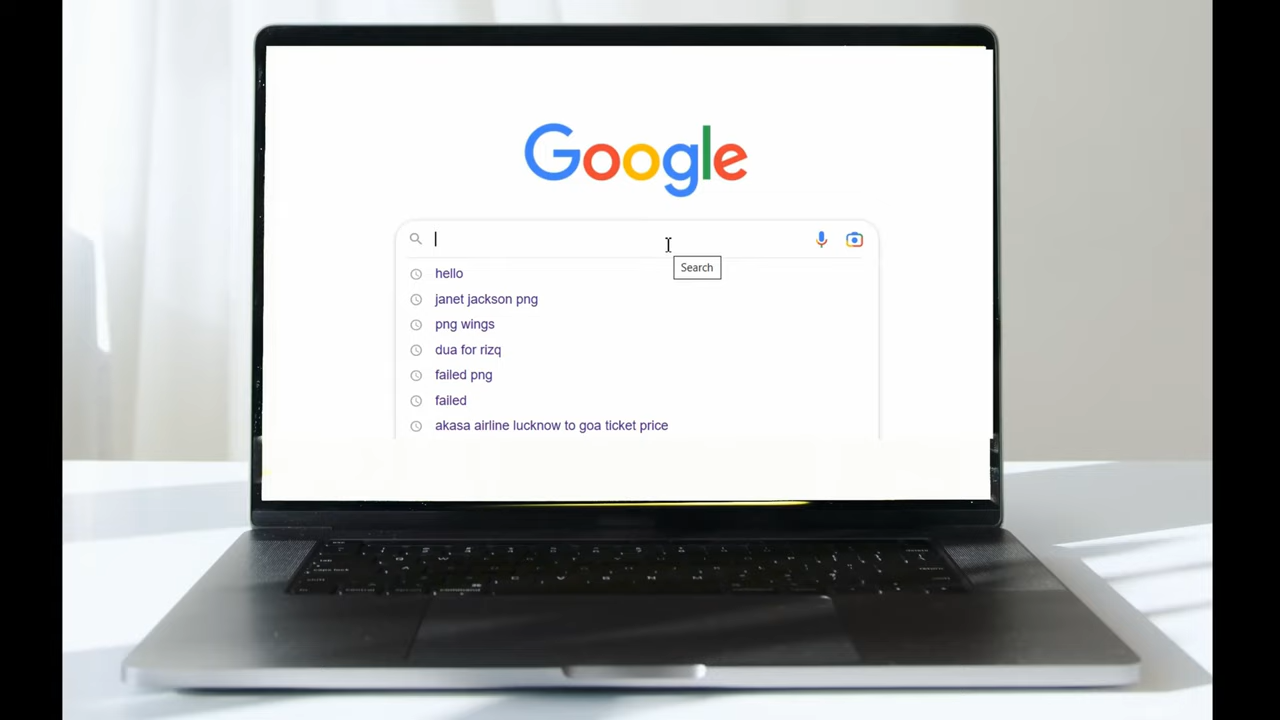 Google
Search
hello
janet jackson png
png wings
dua for rizq
failed png
failed
akasa airline lucknow to goa ticket price
command